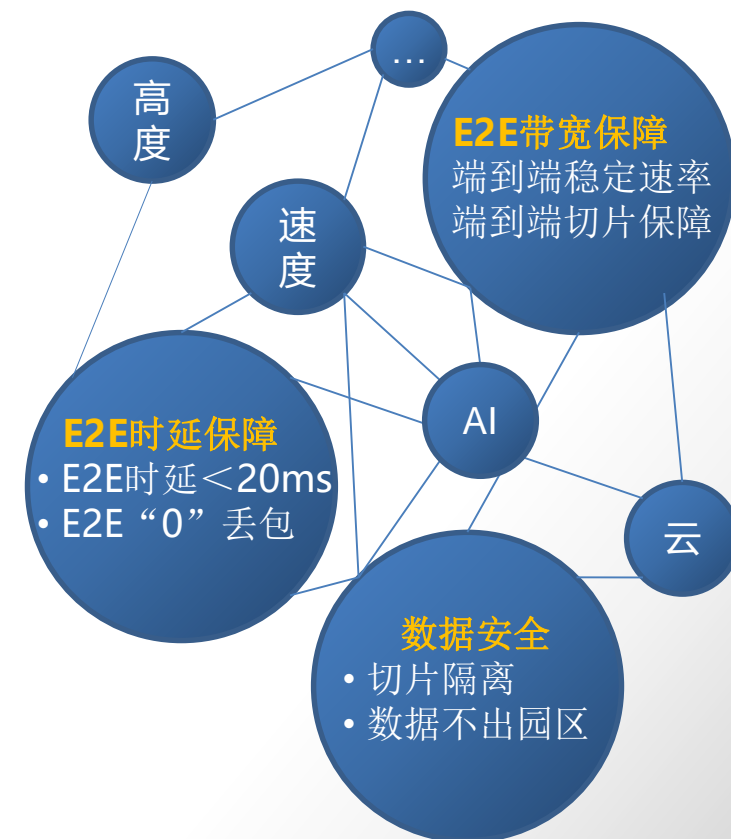 …
高
度
E2E带宽保障
端到端稳定速率
端到端切片保障
速
度
AI
E2E时延保障
• E2E时延＜20ms
• E2E“0”丢包
云
数据安全
• 切片隔离
• 数据不出园区